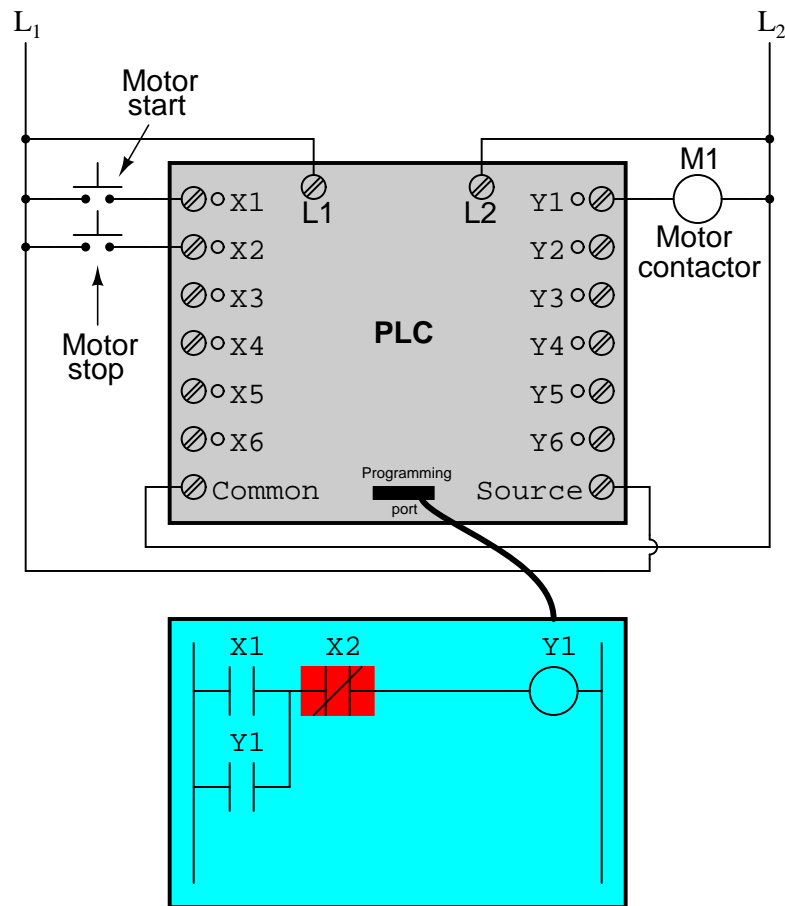 L1
L2
Motor
start
M1
X1
L1
L2
Y1
X2
Y2
Motor
contactor
X3
Y3
Motor
stop
X4
PLC
Y4
X5
Y5
X6
Y6
Common
Programming
port
Source
X1
X2
Y1
Y1